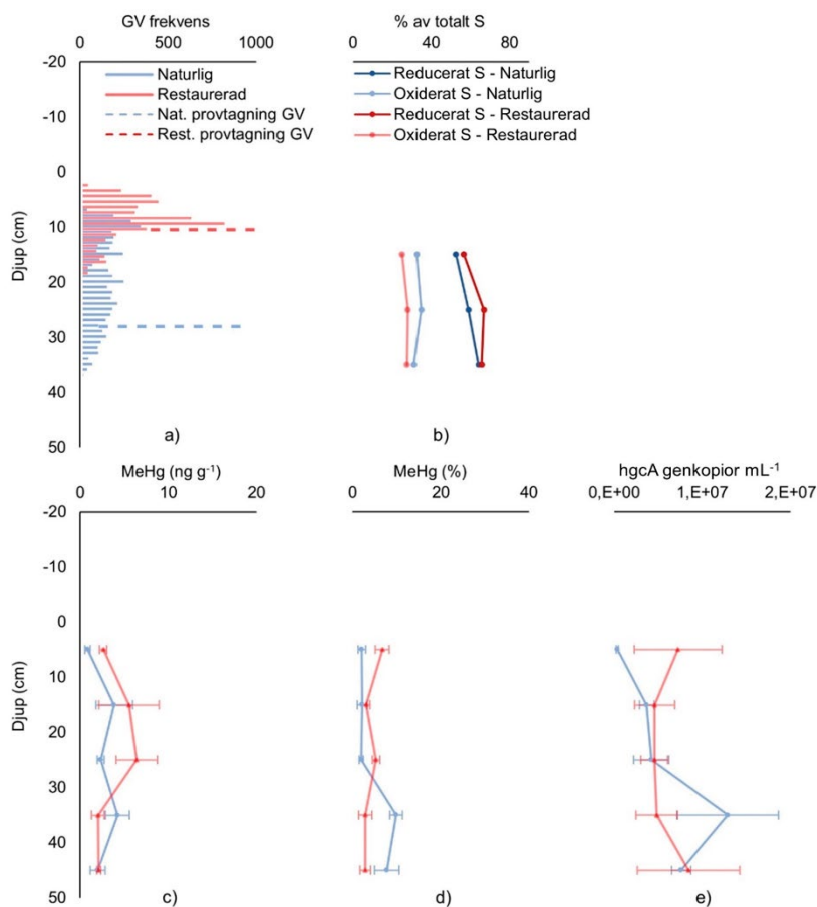 GV frekvens
0 500 1000
% av totalt S
0 40 80
-20
-10
0
10
20
30
40
50
Djup (cm)
Naturlig
Restaurerad
Nat. provtagning GV
Rest. provtagning GV
Reducerat S - Naturlig
Oxiderat S - Naturlig
Reducerat S - Restaurerad
Oxiderat S - Restaurerad
a)
b)
MeHg (ng g⁻¹)
0 10 20
MeHg (%)
0 20 40
hgcA genkopior mL⁻¹
0,E+00 1,E+07 2,E+07
-20
-10
0
10
20
30
40
50
Djup (cm)
c)
d)
e)